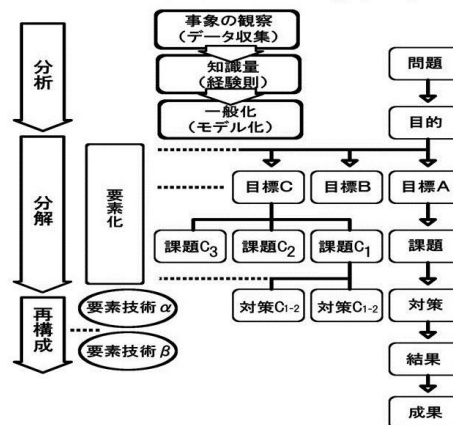 事象の観察
(データ収集)
知識量
(経験則)
一般化
(モデル化)
問題
目的
分析
分解
再構成
要素化
目標C
目標B
目標A
課題C3
課題C2
課題C1
課題
対策C1-2
対策C1-2
対策
要素技術α
要素技術β
結果
成果